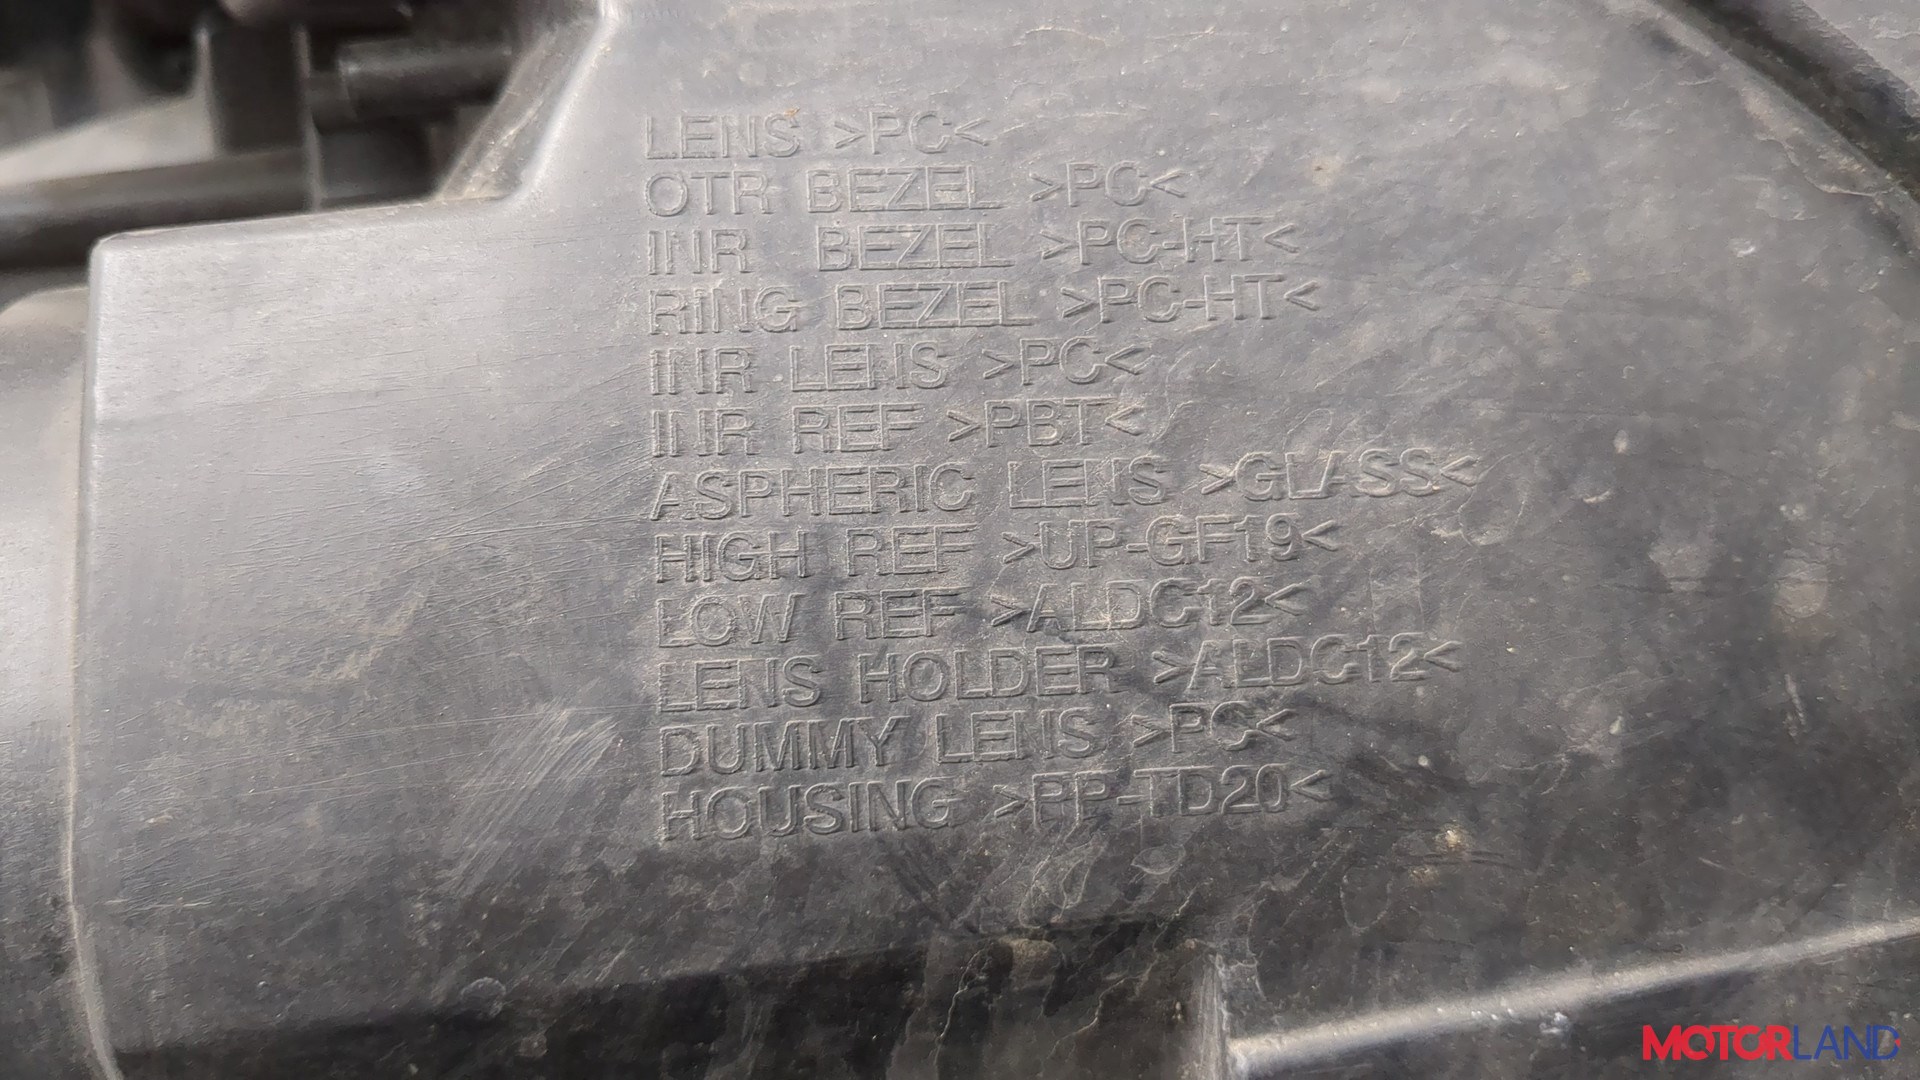 LENS >PC<
OTR BEZEL >PC<
INR BEZEL >PC-HT<
RING BEZEL >PC-HT<
INR LENS >PC<
INR REF >PBT<
ASPHERIC LENS >GLASS<
HIGH REF >UP-GF19<
LOW REF >ALDC12<
LENS HOLDER >ALDC12<
DUMMY LENS >PC<
HOUSING >PP-TD20<
MOTORLAND